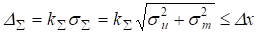 Δ_Σ = k_Σ σ_Σ = k_Σ √(σ_u² + σ_m²) ≤ Δx